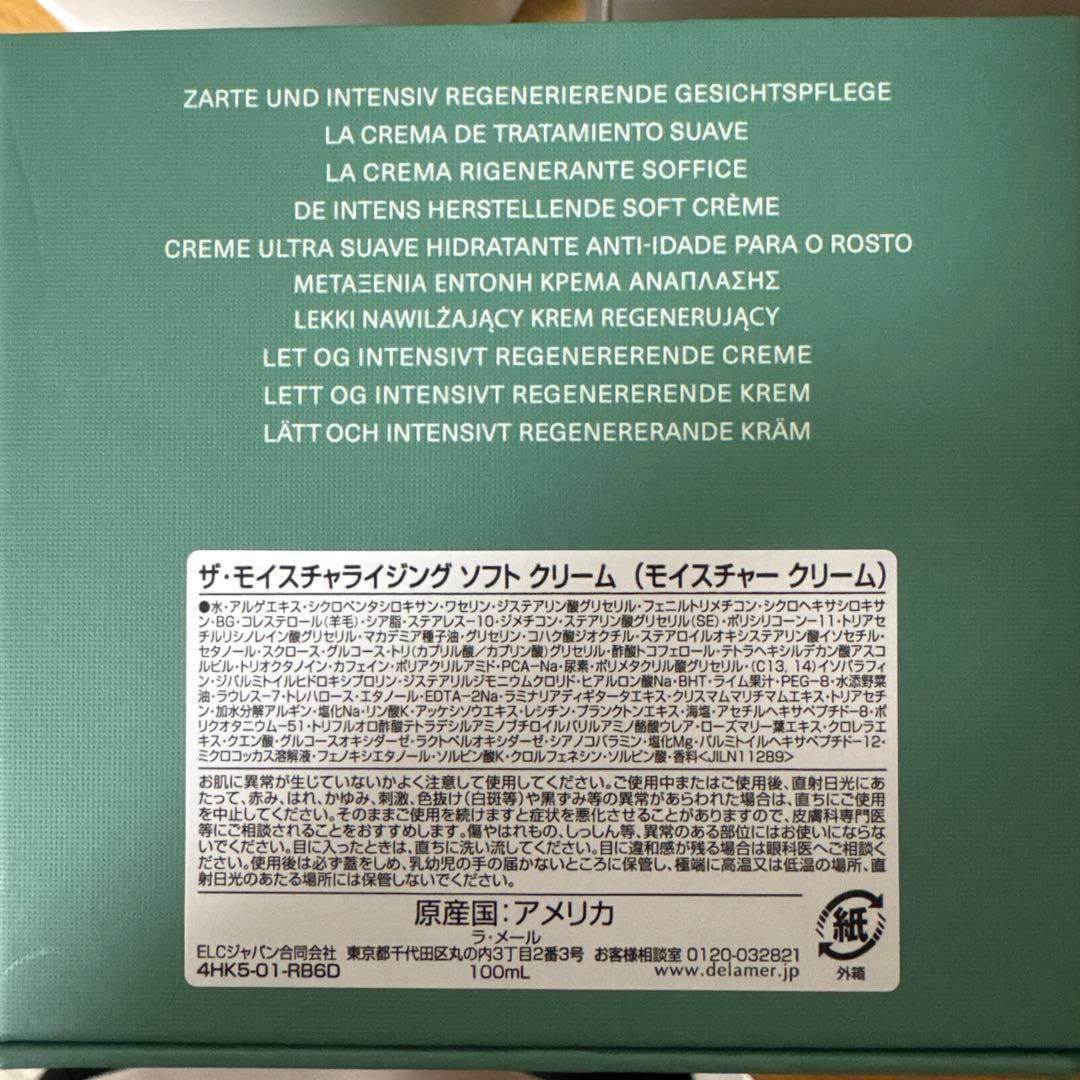 ZARTE UND INTENSIV REGENERIERENDE GESICHTSPFLEGE
LA CREMA DE TRATAMIENTO SUAVE
LA CREMA RIGENERANTE SOFFICE
DE INTENS HERSTELLENDE SOFT CRÈME
CREME ULTRA SUAVE HIDRATANTE ANTI-IDADE PARA O ROSTO
ΜΕΤΑΞΕΝΙΑ ΕΝΤΟΝΗ ΚΡΕΜΑ ΑΝΑΠΛΑΣΗΣ
LEKKI NAWILŻAJĄCY KREM REGENERUJĄCY
LET OG INTENSIVT REGENERERENDE CREME
LETT OG INTENSIVT REGENERERENDE KREM
LÄTT OCH INTENSIVT REGENERERANDE KRÄM
ザ・モイスチャライジング ソフト クリーム（モイスチャー クリーム）
●水・アルゲエキス・シクロペンタシロキサン・ワセリン・ジステアリン酸グリセリル・フェニルトリメチコン・シクロヘキサシロキサ
ン・BG・コレステロール(羊毛)・シア脂・ステアレス-10・ジメチコン・ステアリン酸グリセリル(SE)・ポリシリコーン-11・トリアセ
チルリシノレイン酸グリセリル・マカデミア種子油・グリセリン・コハク酸ジオクチル・ステアロイルオキシステアリン酸イソセチル・
セタノール・スクロース・グルコース・トリ(カプリル酸／カプリン酸)グリセリル・酢酸トコフェロール・テトラヘキシルデカン酸アスコ
ルビル・トリオクタノイン・カフェイン・ポリアクリルアミド・PCA-Na・尿素・ポリメタクリル酸グリセリル・(C13, 14)イソパラフィ
ン・ジパルミトイルヒドロキシプロリン・ジステアリルジモニウムクロリド・ヒアルロン酸Na・BHT・ライム果汁・PEG-8・水添野菜
油・ラウレス-7・トレハロース・エタノール・EDTA-2Na・ラミナリアディギタータエキス・クリスマムマリチマムエキス・トリアセチン
・加水分解アルギン・塩化Na・リン酸K・アッケシソウエキス・レシチン・プランクトンエキス・海塩・アセチルヘキサペプチド-8・ポ
リクオタニウム-51・トリフルオロ酢酸テトラデシルアミノブチロイルバリルアミノ酪酸ウレア・ローズマリー葉エキス・クロレラエ
キス・クエン酸・グルコースオキシダーゼ・ラクトペルオキシダーゼ・シアノコバラミン・塩化Mg・パルミトイルヘキサペプチド-12・
ミクロコッカス溶解液・フェノキシエタノール・ソルビン酸K・クロルフェネシン・ソルビン酸・香料<JILN11289>
お肌に異常が生じていないかよく注意して使用してください。ご使用中またはご使用後、直射日光にあ
たって、赤み、はれ、かゆみ、刺激、色抜け(白斑等)や黒ずみ等の異常があらわれた場合は、直ちにご使用
を中止してください。そのままご使用を続けますと症状を悪化させることがありますので、皮膚科専門医
等にご相談されることをおすすめします。傷やはれもの、しっしん等、異常のある部位にはお使いにならな
いでください。目に入ったときは、直ちに洗い流してください。目に違和感が残る場合は眼科医へご相談く
ださい。使用後は必ず蓋をしめ、乳幼児の手の届かないところに保管し、極端に高温又は低温の場所、直
射日光のあたる場所には保管しないでください。
原産国：アメリカ
ラ・メール
ELCジャパン合同会社 東京都千代田区丸の内3丁目2番3号 お客様相談室 0120-032821
4HK5-01-RB6D 100mL www.delamer.jp
紙
外箱